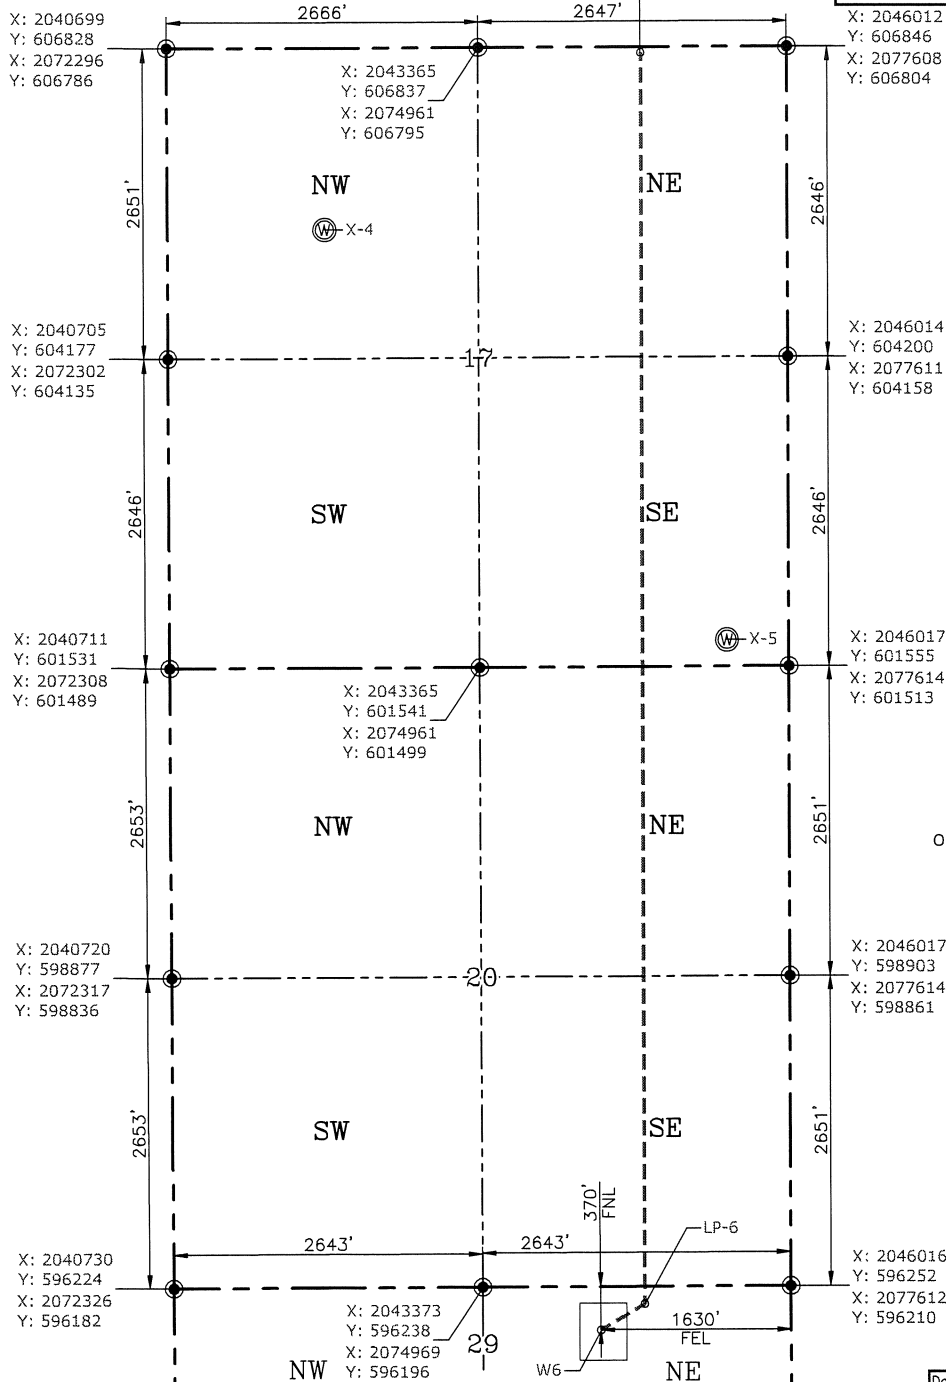 2666'
2647'
X: 2040699
Y: 606828
X: 2072296
Y: 606786
X: 2043365
Y: 606837
X: 2074961
Y: 606795
X: 2046012
Y: 606846
X: 2077608
Y: 606804
2651'
NW
NE
2646'
W X-4
X: 2040705
Y: 604177
X: 2072302
Y: 604135
17
X: 2046014
Y: 604200
X: 2077611
Y: 604158
2646'
SW
SE
2646'
W X-5
X: 2040711
Y: 601531
X: 2072308
Y: 601489
X: 2043365
Y: 601541
X: 2074961
Y: 601499
X: 2046017
Y: 601555
X: 2077614
Y: 601513
2653'
NW
NE
2651'
O
X: 2040720
Y: 598877
X: 2072317
Y: 598836
20
X: 2046017
Y: 598903
X: 2077614
Y: 598861
2653'
SW
SE
2651'
370'
FNL
LP-6
2643'
2643'
X: 2040730
Y: 596224
X: 2072326
Y: 596182
X: 2043373
Y: 596238
X: 2074969
Y: 596196
X: 2046016
Y: 596252
X: 2077612
Y: 596210
1630'
FEL
29
NW
W6
NE